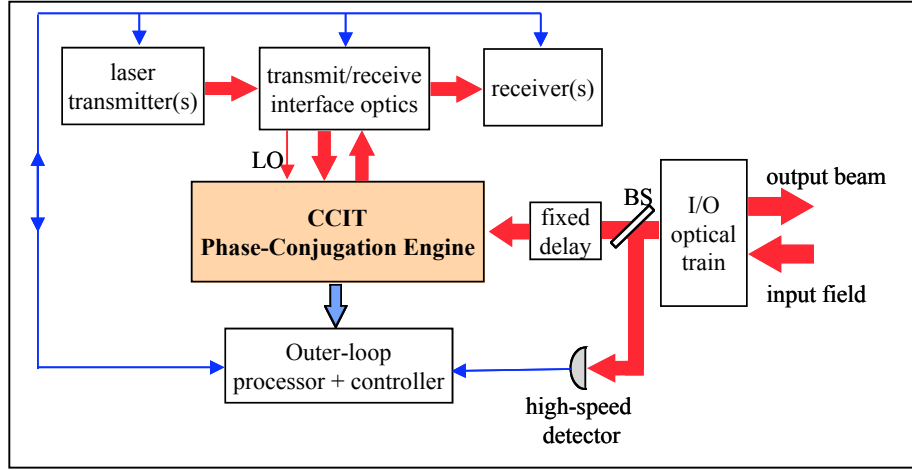 laser
transmitter(s)
transmit/receive
interface optics
receiver(s)
LO
CCIT
Phase-Conjugation Engine
fixed
delay
BS
I/O
optical
train
output beam
input field
Outer-loop
processor + controller
high-speed
detector